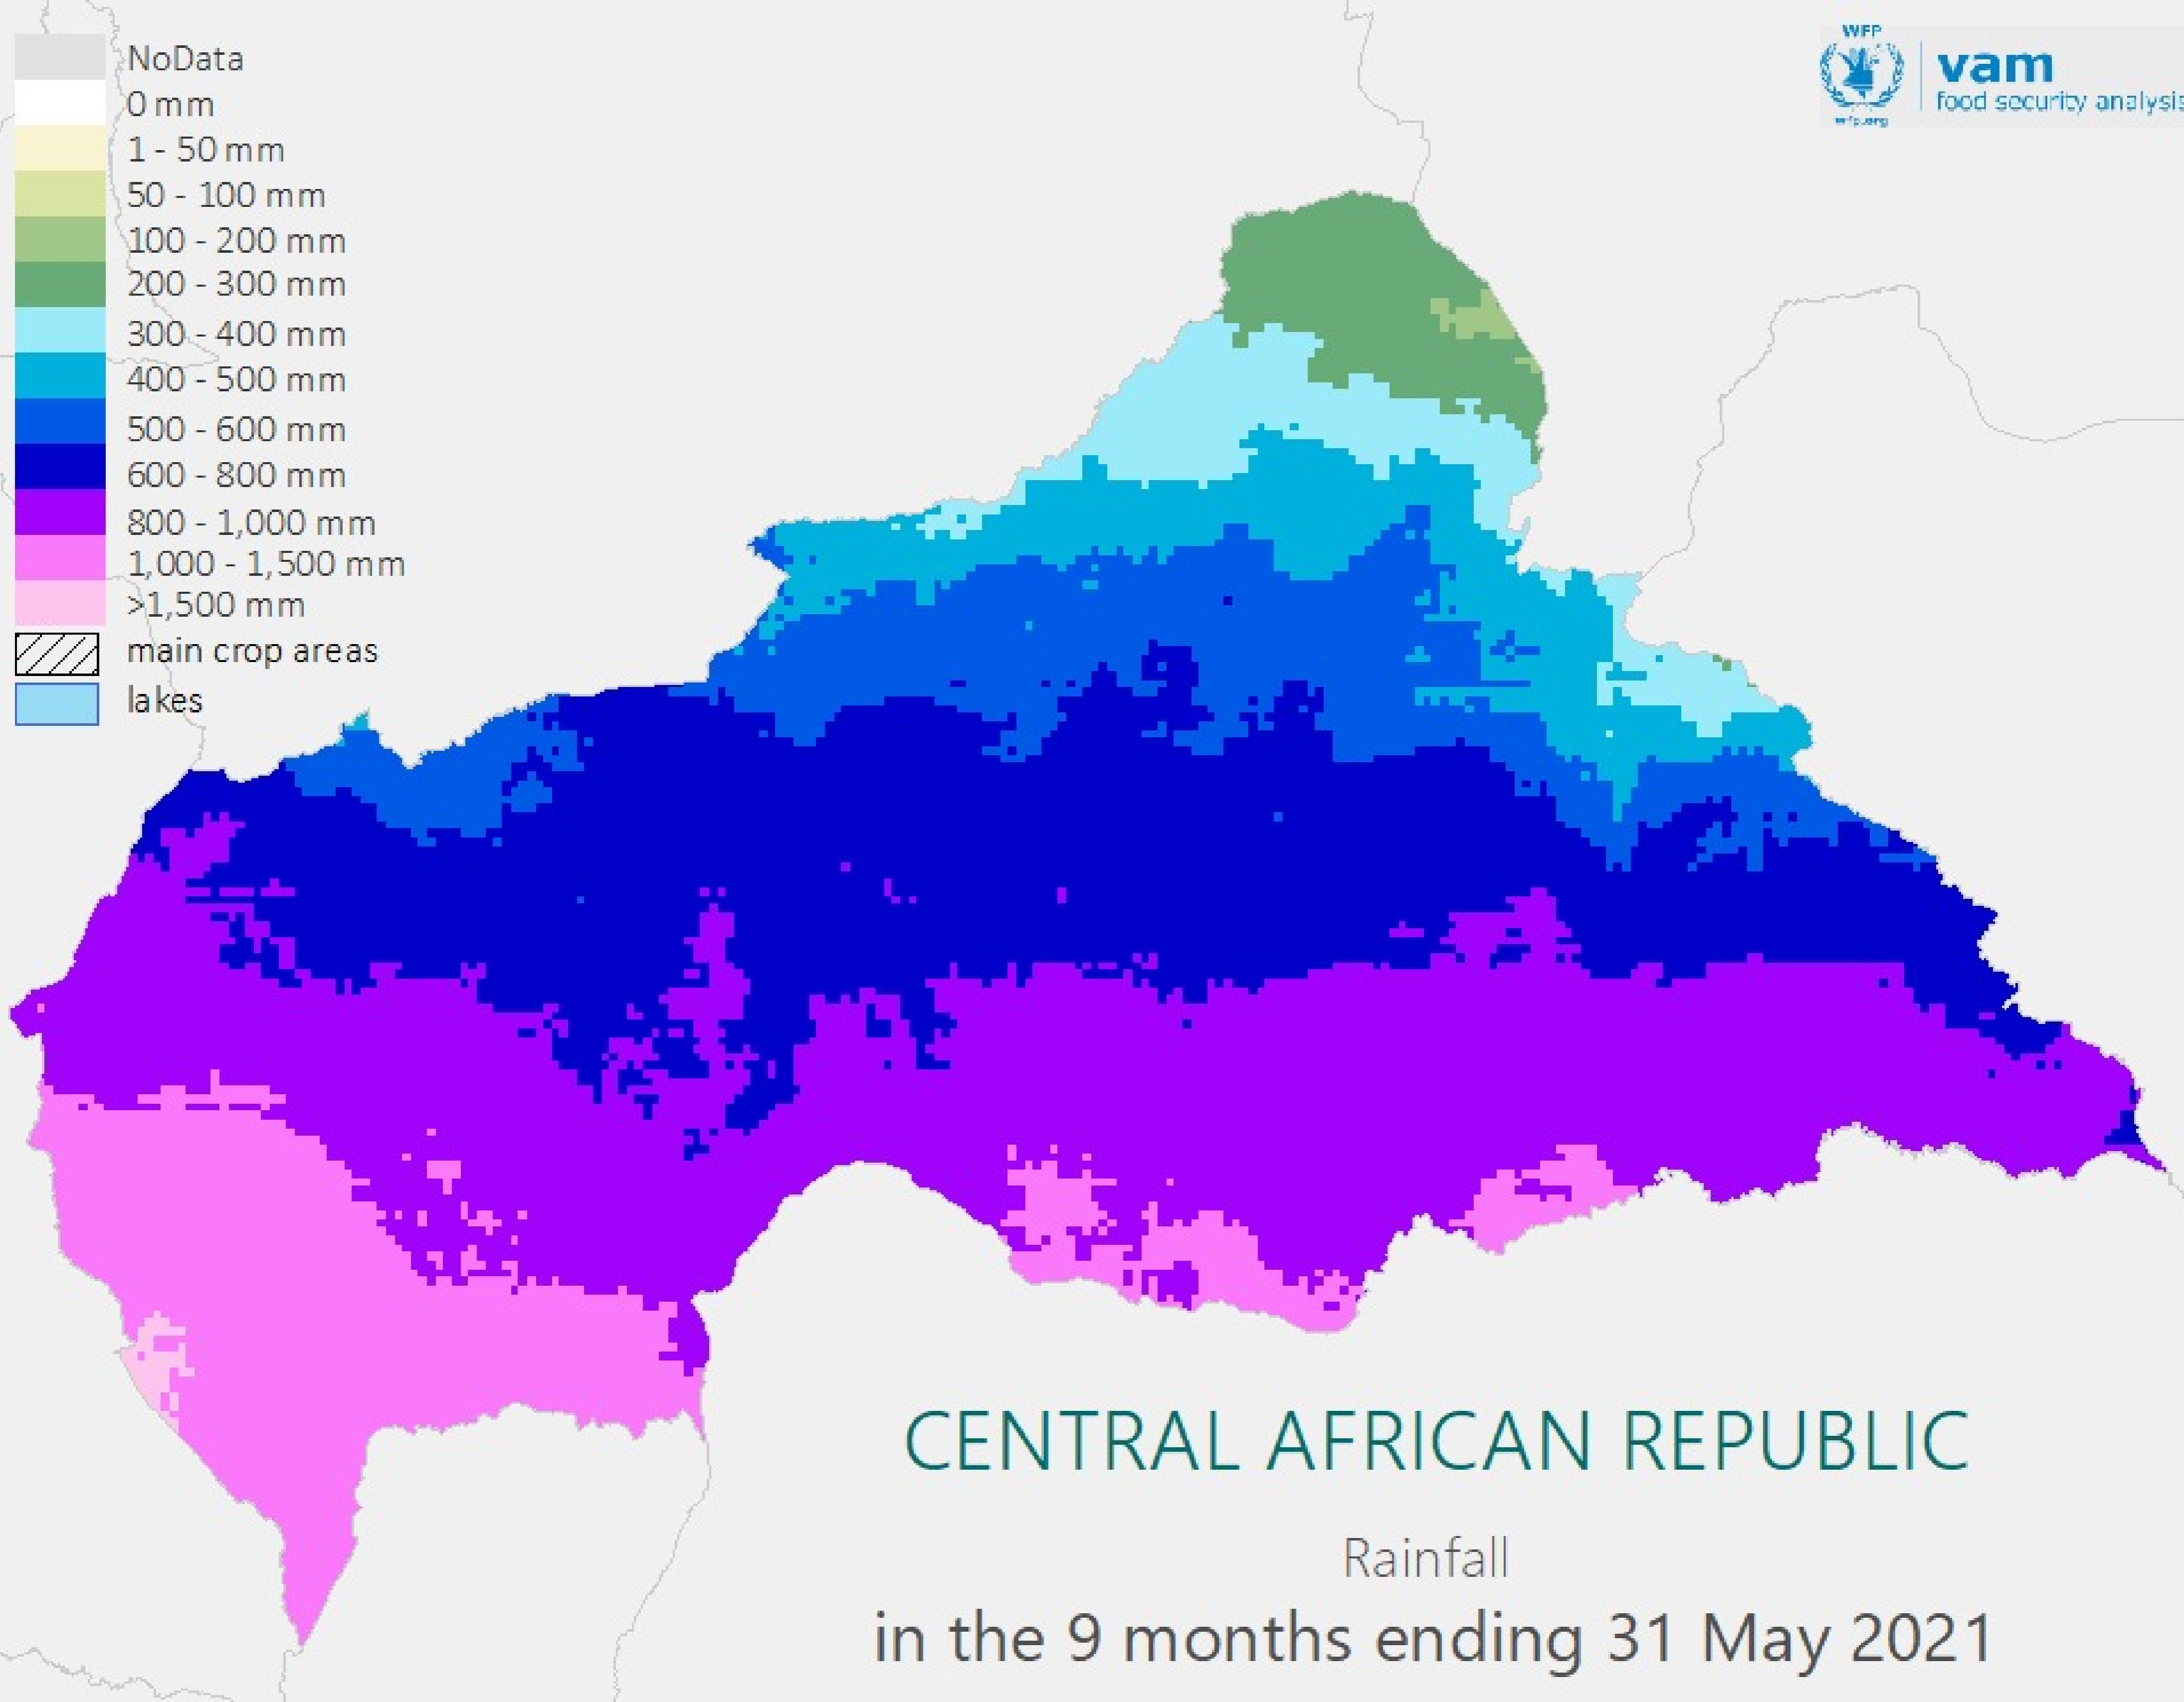 NoData
0 mm
1 - 50 mm
50 - 100 mm
100 - 200 mm
200 - 300 mm
300 - 400 mm
400 - 500 mm
500 - 600 mm
600 - 800 mm
800 - 1,000 mm
1,000 - 1,500 mm
>1,500 mm
main crop areas
lakes
WFP
wfp.org
vam
food security analysis
CENTRAL AFRICAN REPUBLIC
Rainfall
in the 9 months ending 31 May 2021